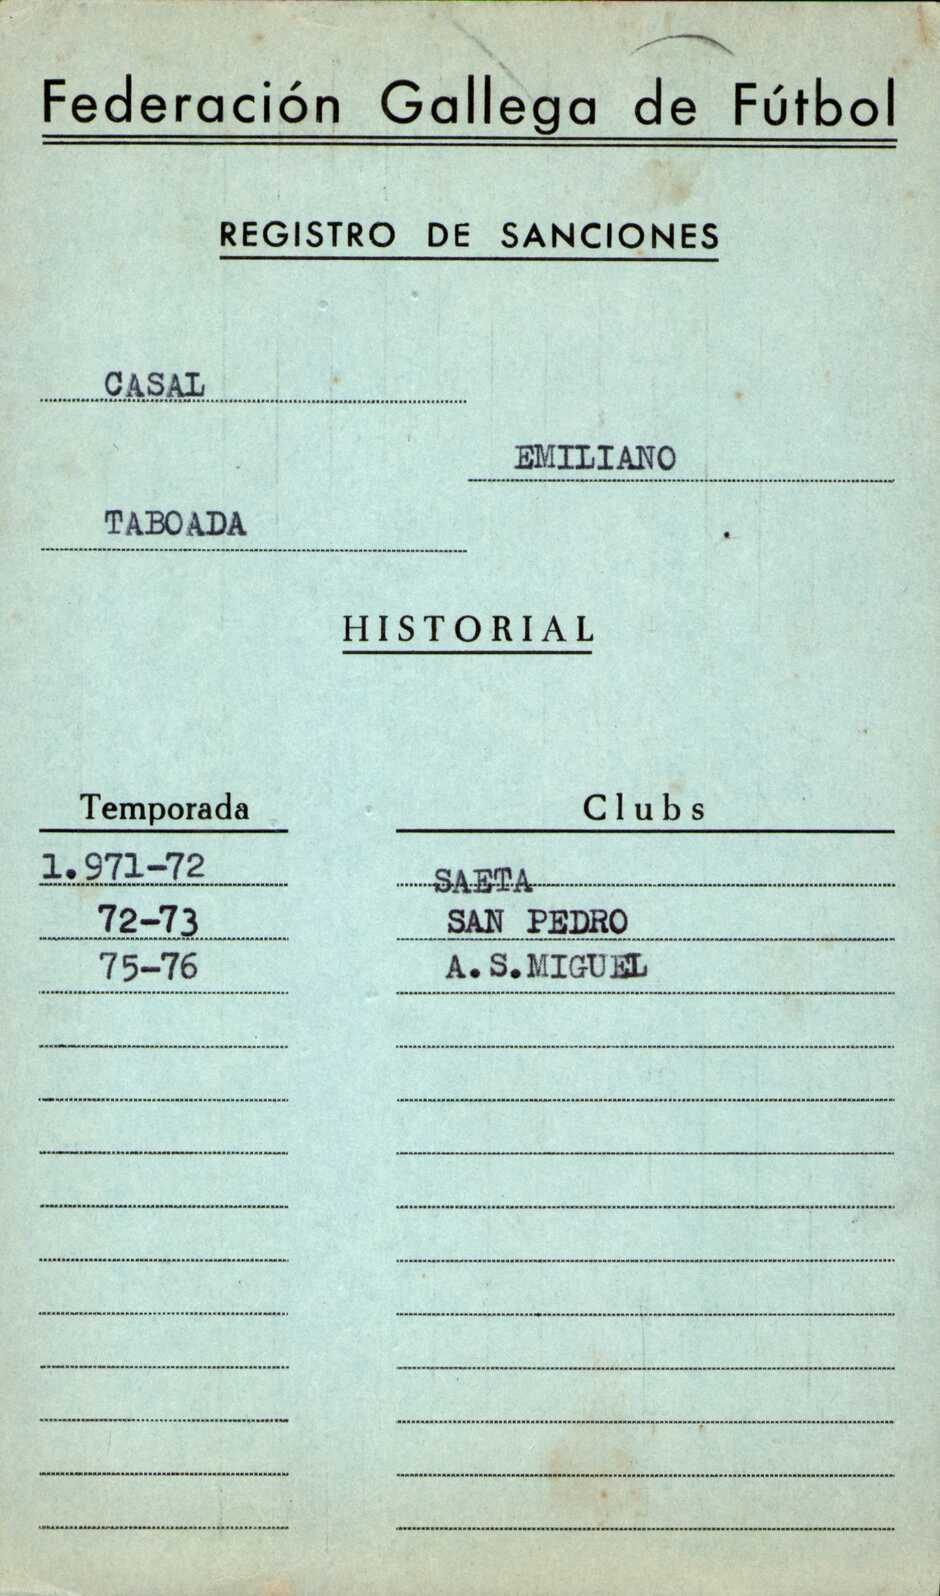 Federación Gallega de Fútbol
REGISTRO DE SANCIONES
CASAL
EMILIANO
TABOADA
HISTORIAL
Temporada Clubs
1.971-72 SAETA
72-73 SAN PEDRO
75-76 A.S.MIGUEL